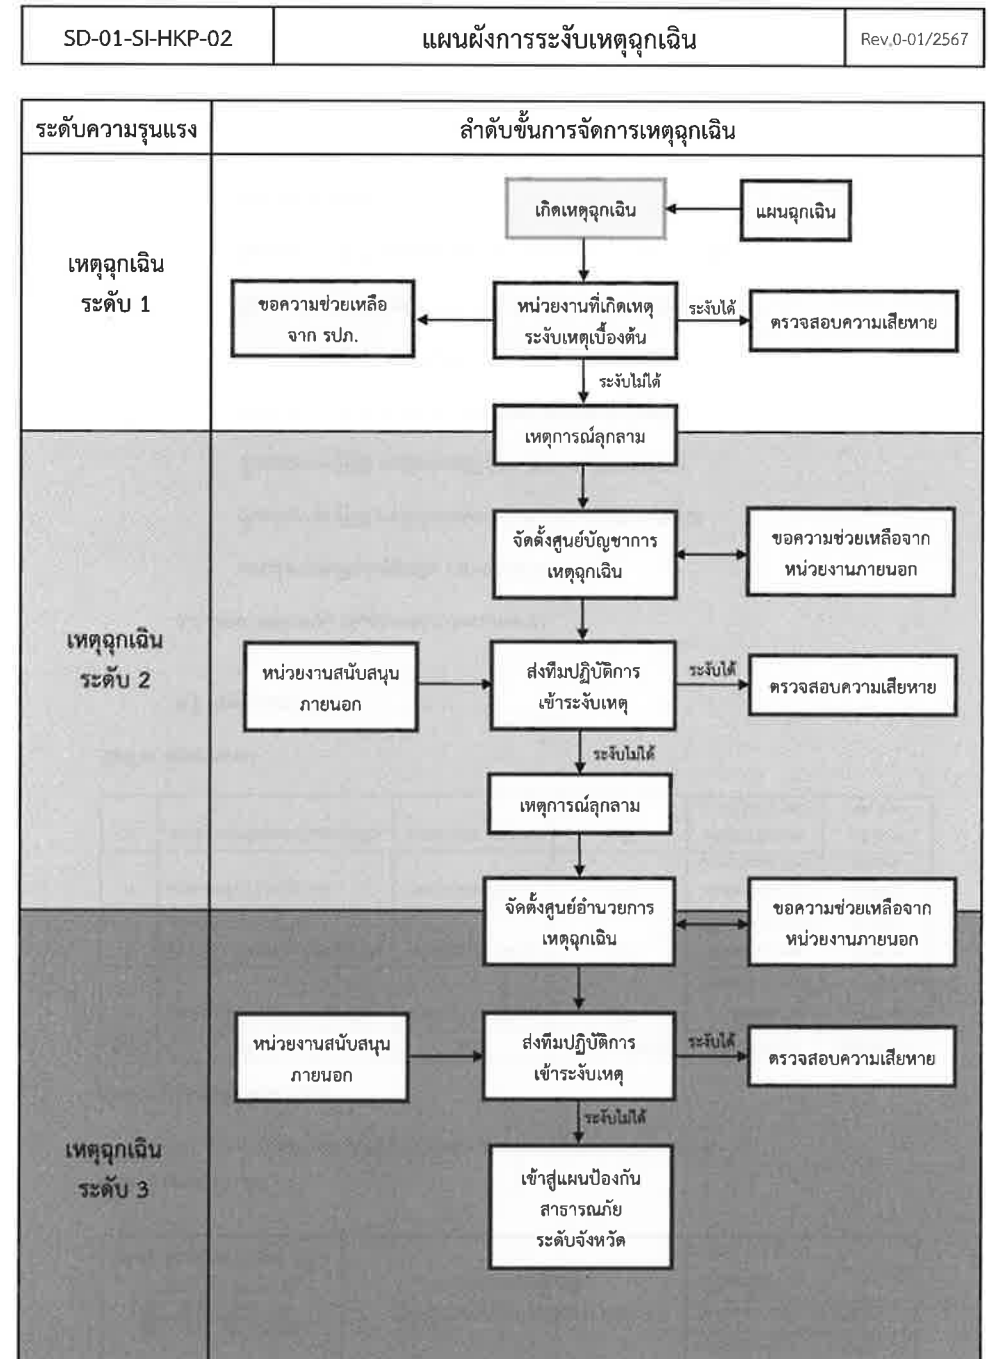 SD-01-SI-HKP-02
แผนผังการระงับเหตุฉุกเฉิน
Rev.0-01/2567
ระดับความรุนแรง
ลำดับขั้นการจัดการเหตุฉุกเฉิน
เหตุฉุกเฉิน
ระดับ 1
เกิดเหตุฉุกเฉิน
แผนฉุกเฉิน
ขอความช่วยเหลือ
จาก รปภ.
หน่วยงานที่เกิดเหตุ
ระงับเหตุเบื้องต้น
ระงับได้
ตรวจสอบความเสียหาย
ระงับไม่ได้
เหตุการณ์ลุกลาม
เหตุฉุกเฉิน
ระดับ 2
จัดตั้งศูนย์บัญชาการ
เหตุฉุกเฉิน
ขอความช่วยเหลือจาก
หน่วยงานภายนอก
หน่วยงานสนับสนุน
ภายนอก
ส่งทีมปฏิบัติการ
เข้าระงับเหตุ
ระงับได้
ตรวจสอบความเสียหาย
ระงับไม่ได้
เหตุการณ์ลุกลาม
จัดตั้งศูนย์อำนวยการ
เหตุฉุกเฉิน
ขอความช่วยเหลือจาก
หน่วยงานภายนอก
เหตุฉุกเฉิน
ระดับ 3
หน่วยงานสนับสนุน
ภายนอก
ส่งทีมปฏิบัติการ
เข้าระงับเหตุ
ระงับได้
ตรวจสอบความเสียหาย
ระงับไม่ได้
เข้าสู่แผนป้องกัน
สาธารณภัย
ระดับจังหวัด